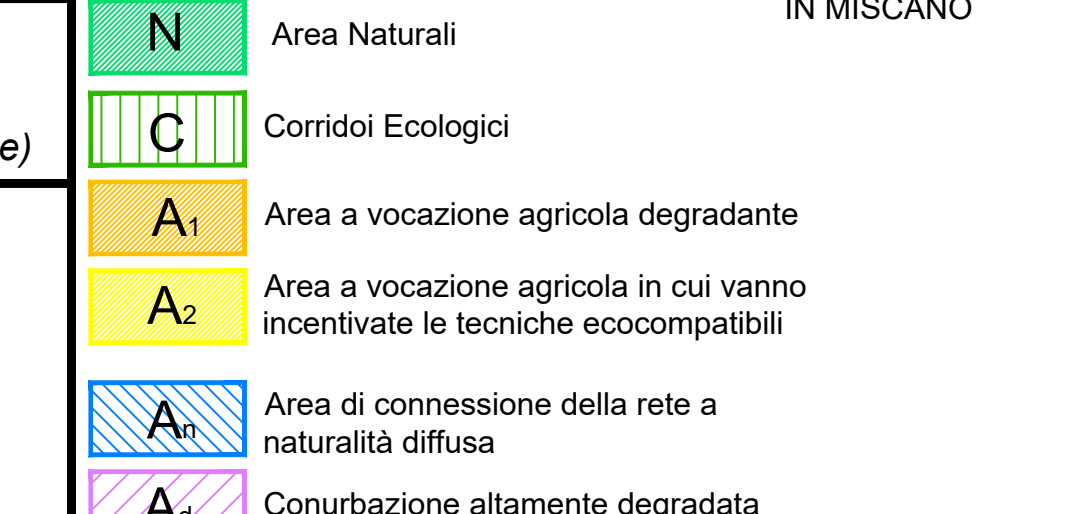 IN MISCANO
N
Area Naturali
e)
C
Corridoi Ecologici
A1
Area a vocazione agricola degradante
A2
Area a vocazione agricola in cui vanno
incentivate le tecniche ecocompatibili
An
Area di connessione della rete a
naturalità diffusa
Ad
Conurbazione altamente degradata